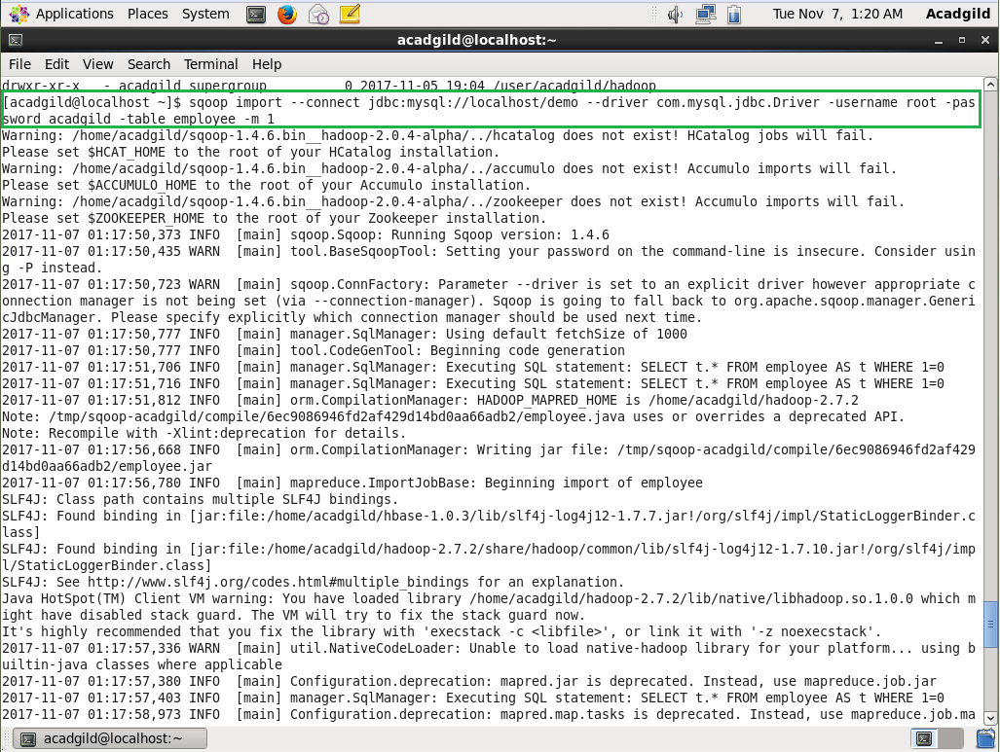 Applications Places System Tue Nov 7, 1:20 AM Acadgild
acadgild@localhost:~
File Edit View Search Terminal Help
drwxr-xr-x - acadgild supergroup 0 2017-11-05 19:04 /user/acadgild/hadoop
[acadgild@localhost ~]$ sqoop import --connect jdbc:mysql://localhost/demo --driver com.mysql.jdbc.Driver -username root -pas
sword acadgild -table employee -m 1
Warning: /home/acadgild/sqoop-1.4.6.bin__hadoop-2.0.4-alpha/../hcatalog does not exist! HCatalog jobs will fail.
Please set $HCAT_HOME to the root of your HCatalog installation.
Warning: /home/acadgild/sqoop-1.4.6.bin__hadoop-2.0.4-alpha/../accumulo does not exist! Accumulo imports will fail.
Please set $ACCUMULO_HOME to the root of your Accumulo installation.
Warning: /home/acadgild/sqoop-1.4.6.bin__hadoop-2.0.4-alpha/../zookeeper does not exist! Accumulo imports will fail.
Please set $ZOOKEEPER_HOME to the root of your Zookeeper installation.
2017-11-07 01:17:50,373 INFO [main] sqoop.Sqoop: Running Sqoop version: 1.4.6
2017-11-07 01:17:50,435 WARN [main] tool.BaseSqoopTool: Setting your password on the command-line is insecure. Consider usin
g -P instead.
2017-11-07 01:17:50,723 WARN [main] sqoop.ConnFactory: Parameter --driver is set to an explicit driver however appropriate c
onnection manager is not being set (via --connection-manager). Sqoop is going to fall back to org.apache.sqoop.manager.Generi
cJdbcManager. Please specify explicitly which connection manager should be used next time.
2017-11-07 01:17:50,777 INFO [main] manager.SqlManager: Using default fetchSize of 1000
2017-11-07 01:17:50,777 INFO [main] tool.CodeGenTool: Beginning code generation
2017-11-07 01:17:51,706 INFO [main] manager.SqlManager: Executing SQL statement: SELECT t.* FROM employee AS t WHERE 1=0
2017-11-07 01:17:51,716 INFO [main] manager.SqlManager: Executing SQL statement: SELECT t.* FROM employee AS t WHERE 1=0
2017-11-07 01:17:51,812 INFO [main] orm.CompilationManager: HADOOP_MAPRED_HOME is /home/acadgild/hadoop-2.7.2
Note: /tmp/sqoop-acadgild/compile/6ec9086946fd2af429d14bd0aa66adb2/employee.java uses or overrides a deprecated API.
Note: Recompile with -Xlint:deprecation for details.
2017-11-07 01:17:56,668 INFO [main] orm.CompilationManager: Writing jar file: /tmp/sqoop-acadgild/compile/6ec9086946fd2af429
d14bd0aa66adb2/employee.jar
2017-11-07 01:17:56,780 INFO [main] mapreduce.ImportJobBase: Beginning import of employee
SLF4J: Class path contains multiple SLF4J bindings.
SLF4J: Found binding in [jar:file:/home/acadgild/hbase-1.0.3/lib/slf4j-log4j12-1.7.7.jar!/org/slf4j/impl/StaticLoggerBinder.c
lass]
SLF4J: Found binding in [jar:file:/home/acadgild/hadoop-2.7.2/share/hadoop/common/lib/slf4j-log4j12-1.7.10.jar!/org/slf4j/imp
l/StaticLoggerBinder.class]
SLF4J: See http://www.slf4j.org/codes.html#multiple_bindings for an explanation.
Java HotSpot(TM) Client VM warning: You have loaded library /home/acadgild/hadoop-2.7.2/lib/native/libhadoop.so.1.0.0 which m
ight have disabled stack guard. The VM will try to fix the stack guard now.
It's highly recommended that you fix the library with 'execstack -c <libfile>', or link it with '-z noexecstack'.
2017-11-07 01:17:57,336 WARN [main] util.NativeCodeLoader: Unable to load native-hadoop library for your platform... using b
uiltin-java classes where applicable
2017-11-07 01:17:57,380 INFO [main] Configuration.deprecation: mapred.jar is deprecated. Instead, use mapreduce.job.jar
2017-11-07 01:17:57,403 INFO [main] manager.SqlManager: Executing SQL statement: SELECT t.* FROM employee AS t WHERE 1=0
2017-11-07 01:17:58,973 INFO [main] Configuration.deprecation: mapred.map.tasks is deprecated. Instead, use mapreduce.job.ma
acadgild@localhost:~